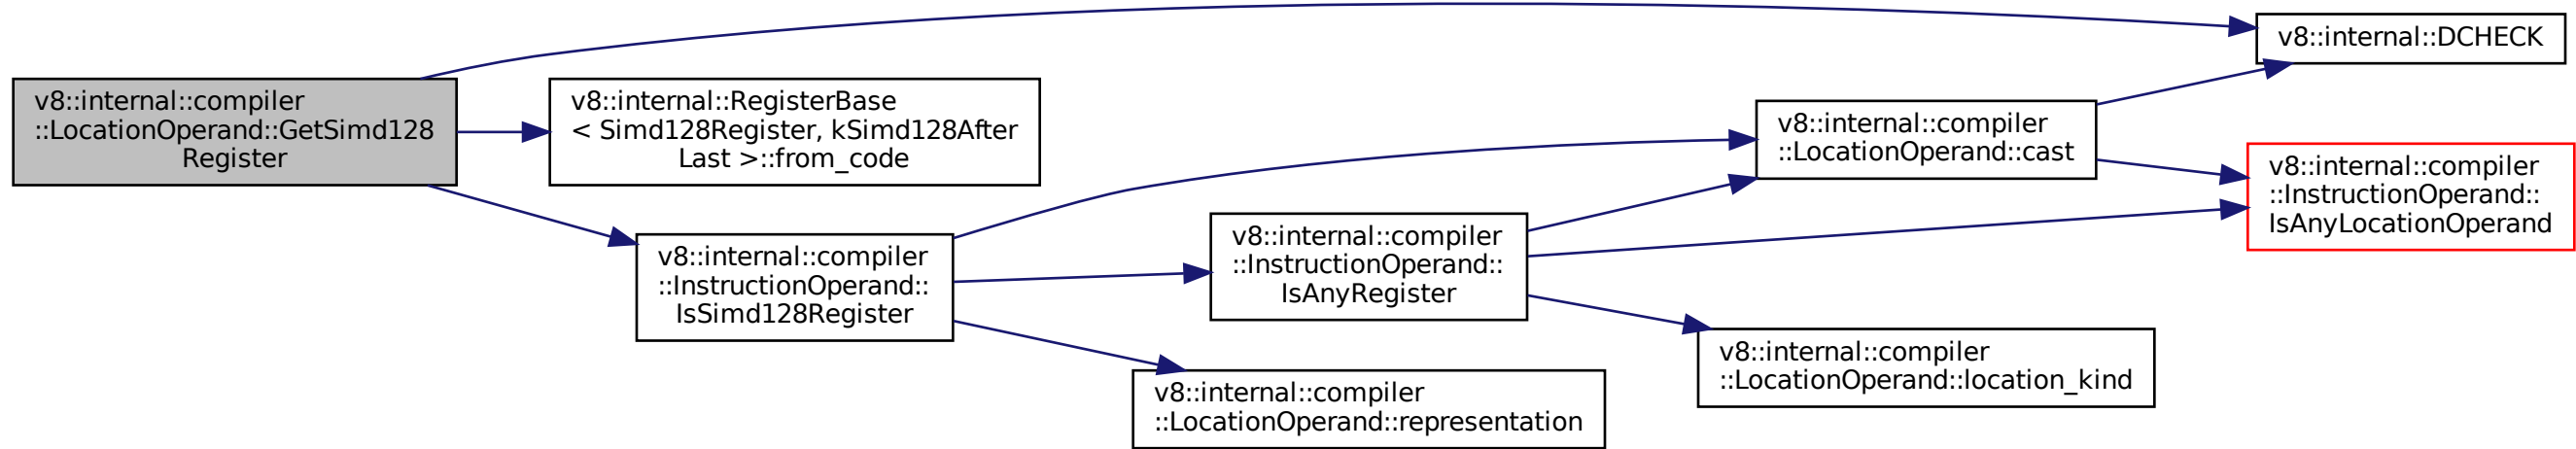 v8::internal::compiler
::LocationOperand::GetSimd128
Register
v8::internal::RegisterBase
< Simd128Register, kSimd128After
Last >::from_code
v8::internal::compiler
::InstructionOperand::
IsSimd128Register
v8::internal::compiler
::InstructionOperand::
IsAnyRegister
v8::internal::compiler
::LocationOperand::representation
v8::internal::compiler
::LocationOperand::cast
v8::internal::compiler
::LocationOperand::location_kind
v8::internal::DCHECK
v8::internal::compiler
::InstructionOperand::
IsAnyLocationOperand